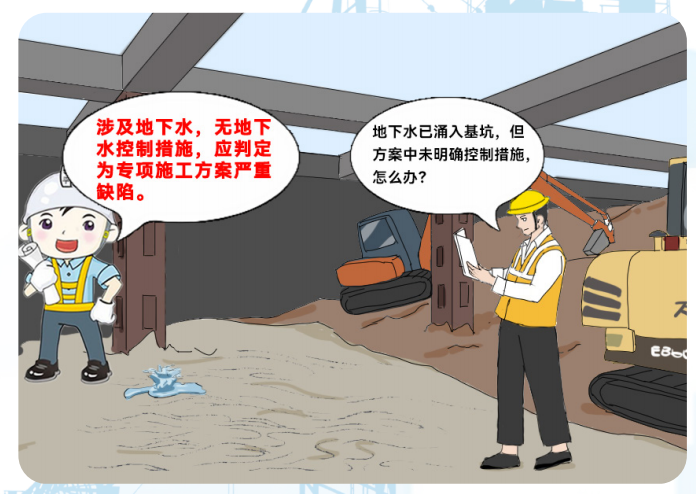 涉及地下水，无地下
水控制措施，应判定
为专项施工方案严重
缺陷。
地下水已涌入基坑，但
方案中未明确控制措施，
怎么办？